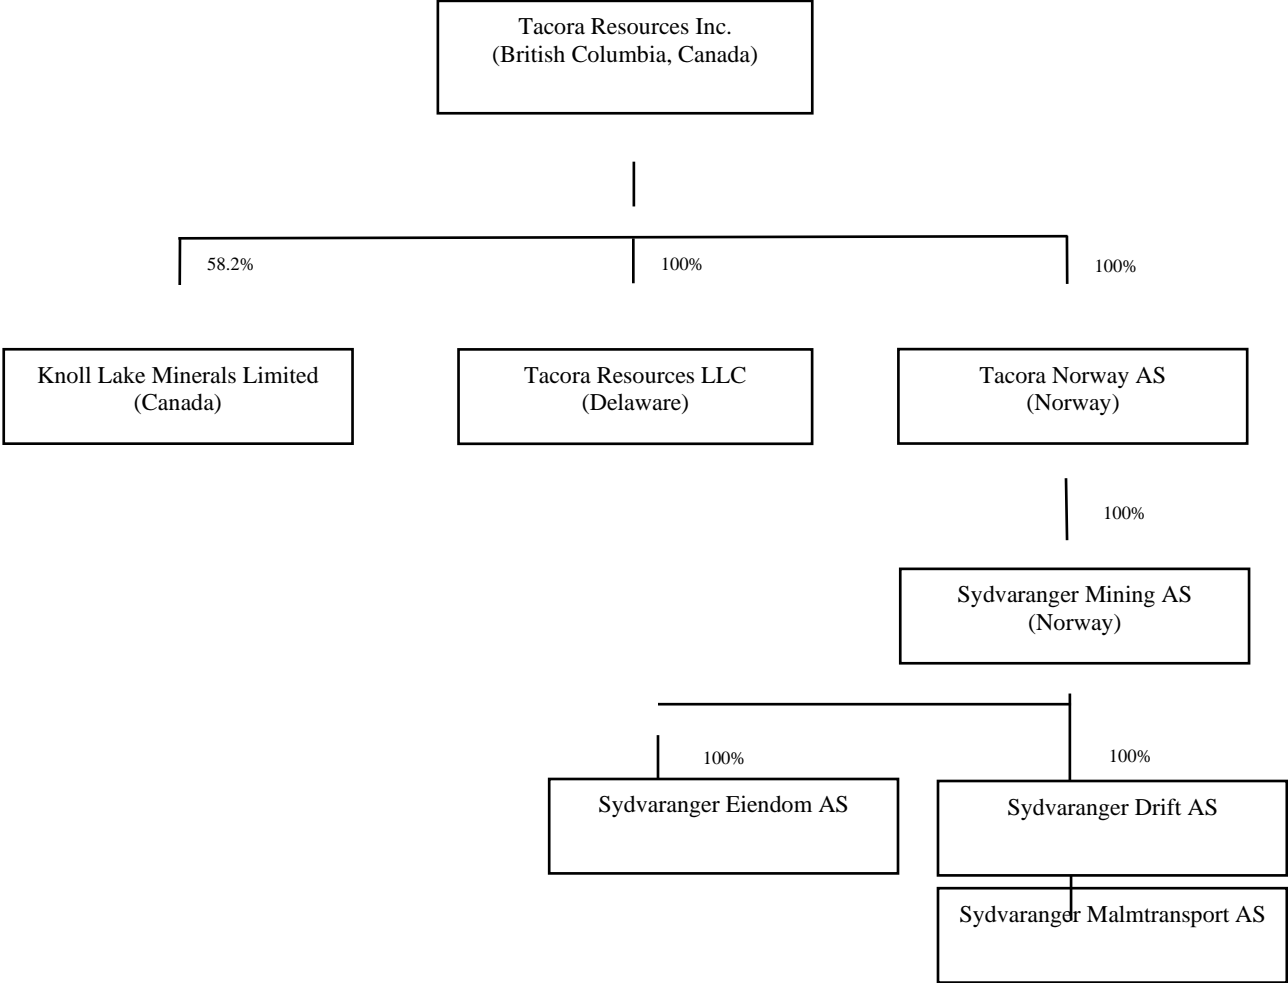 Tacora Resources Inc.
(British Columbia, Canada)
58.2%
100%
100%
Knoll Lake Minerals Limited
(Canada)
Tacora Resources LLC
(Delaware)
Tacora Norway AS
(Norway)
100%
Sydvaranger Mining AS
(Norway)
100%
100%
Sydvaranger Eiendom AS
Sydvaranger Drift AS
Sydvaranger Malmtransport AS